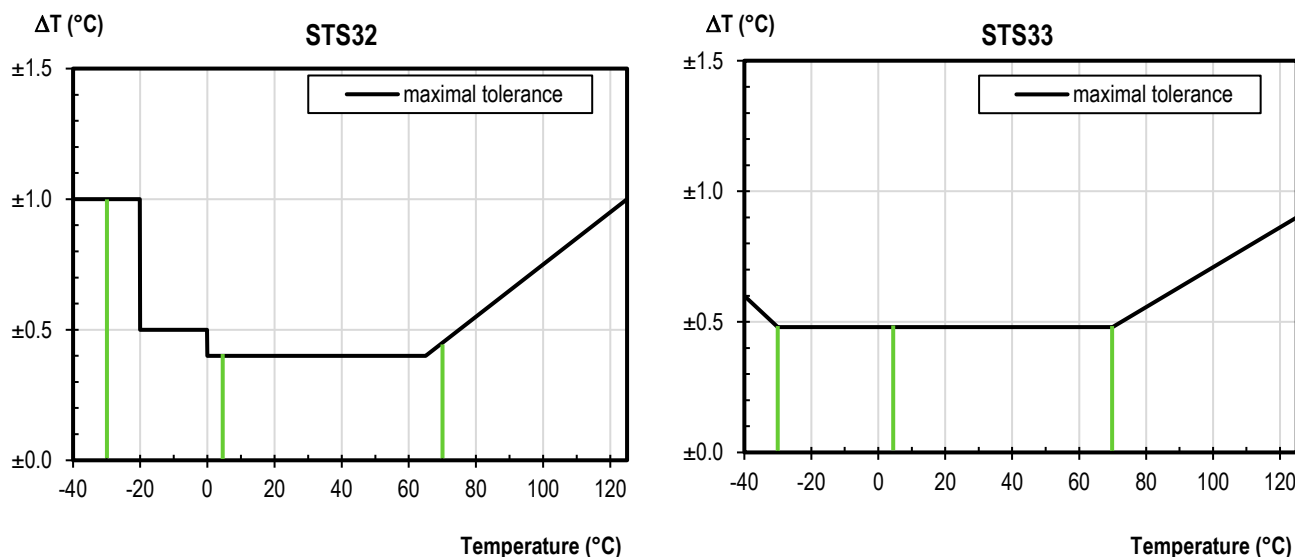 ΔT (°C)
STS32
±1.5
maximal tolerance
±1.0
±0.5
±0.0
-40 -20 0 20 40 60 80 100 120
Temperature (°C)
ΔT (°C)
STS33
±1.5
maximal tolerance
±1.0
±0.5
±0.0
-40 -20 0 20 40 60 80 100 120
Temperature (°C)